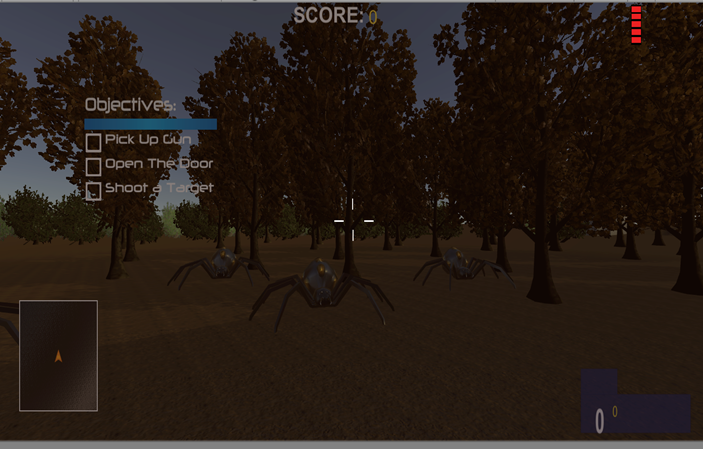 SCORE: 0
Objectives:
Pick Up Gun
Open The Door
Shoot a Target
0 0